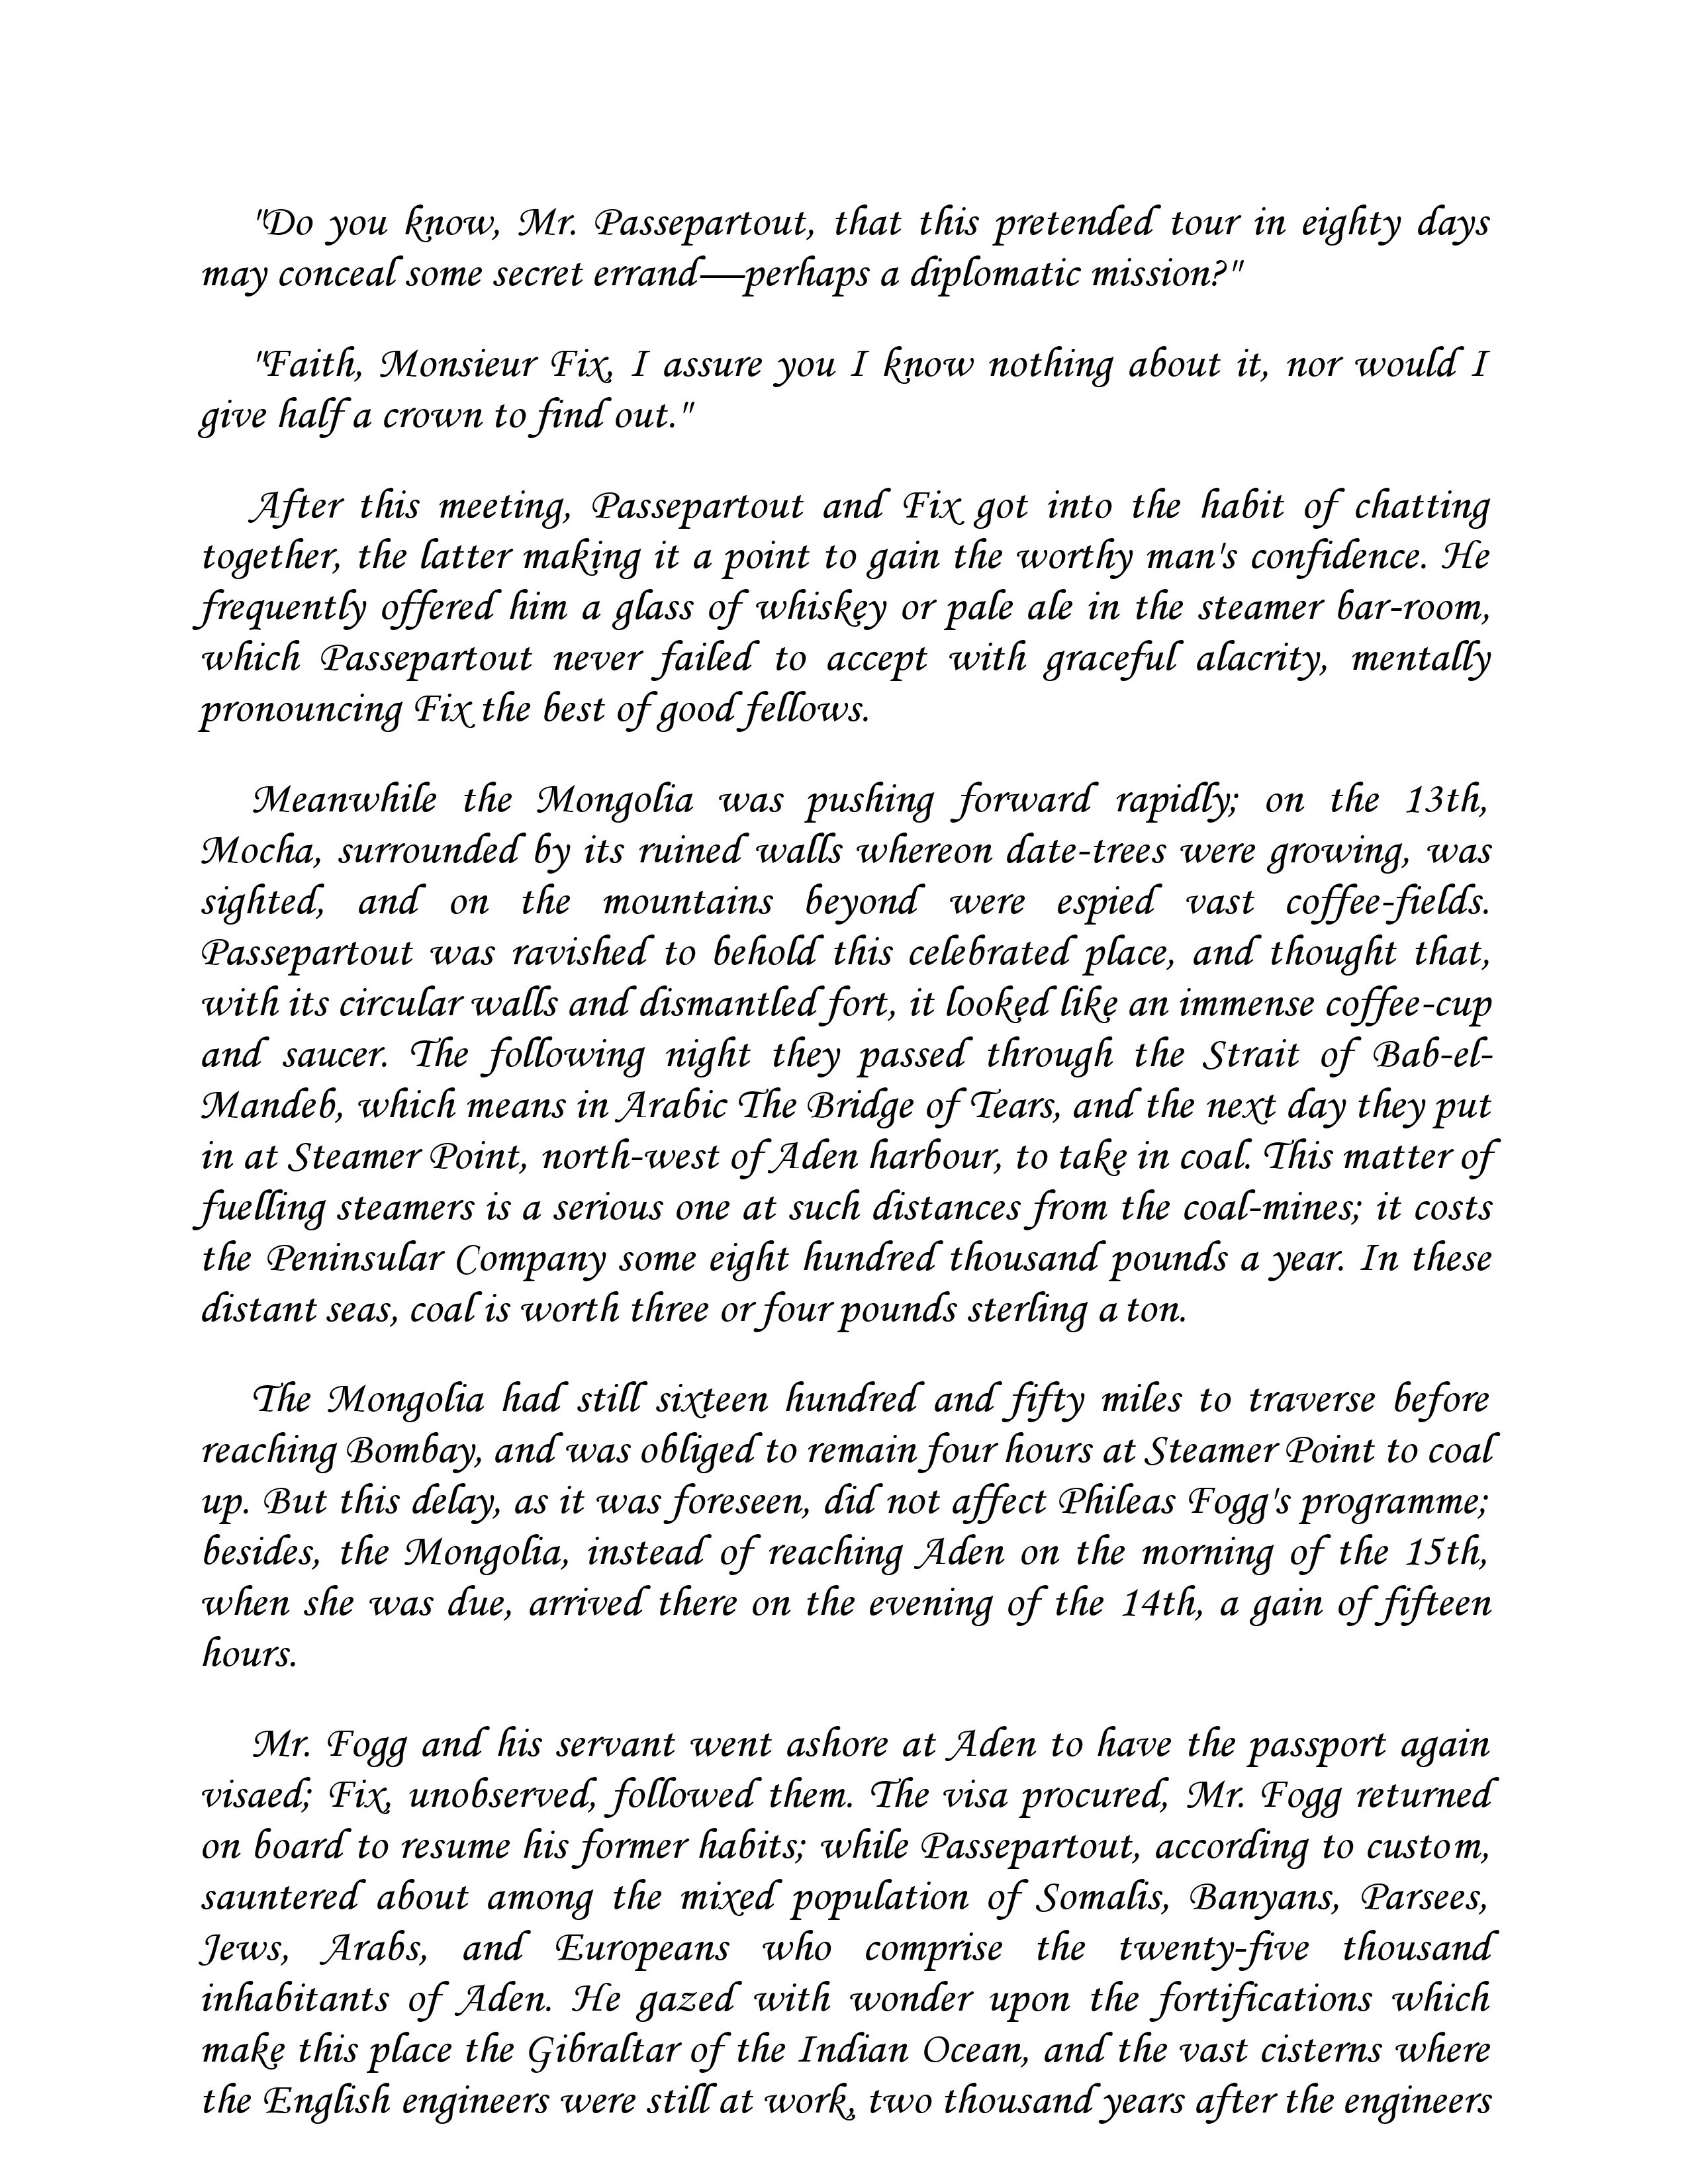 "Do you know, Mr. Passepartout, that this pretended tour in eighty days
may conceal some secret errand—perhaps a diplomatic mission?"
"Faith, Monsieur Fix, I assure you I know nothing about it, nor would I
give half a crown to find out."
After this meeting, Passepartout and Fix got into the habit of chatting
together, the latter making it a point to gain the worthy man's confidence. He
frequently offered him a glass of whiskey or pale ale in the steamer bar-room,
which Passepartout never failed to accept with graceful alacrity, mentally
pronouncing Fix the best of good fellows.
Meanwhile the Mongolia was pushing forward rapidly; on the 13th,
Mocha, surrounded by its ruined walls whereon date-trees were growing, was
sighted, and on the mountains beyond were espied vast coffee-fields.
Passepartout was ravished to behold this celebrated place, and thought that,
with its circular walls and dismantled fort, it looked like an immense coffee-cup
and saucer. The following night they passed through the Strait of Bab-el-
Mandeb, which means in Arabic The Bridge of Tears, and the next day they put
in at Steamer Point, north-west of Aden harbour, to take in coal. This matter of
fuelling steamers is a serious one at such distances from the coal-mines; it costs
the Peninsular Company some eight hundred thousand pounds a year. In these
distant seas, coal is worth three or four pounds sterling a ton.
The Mongolia had still sixteen hundred and fifty miles to traverse before
reaching Bombay, and was obliged to remain four hours at Steamer Point to coal
up. But this delay, as it was foreseen, did not affect Phileas Fogg's programme;
besides, the Mongolia, instead of reaching Aden on the morning of the 15th,
when she was due, arrived there on the evening of the 14th, a gain of fifteen
hours.
Mr. Fogg and his servant went ashore at Aden to have the passport again
visaed; Fix, unobserved, followed them. The visa procured, Mr. Fogg returned
on board to resume his former habits; while Passepartout, according to custom,
sauntered about among the mixed population of Somalis, Banyans, Parsees,
Jews, Arabs, and Europeans who comprise the twenty-five thousand
inhabitants of Aden. He gazed with wonder upon the fortifications which
make this place the Gibraltar of the Indian Ocean, and the vast cisterns where
the English engineers were still at work, two thousand years after the engineers